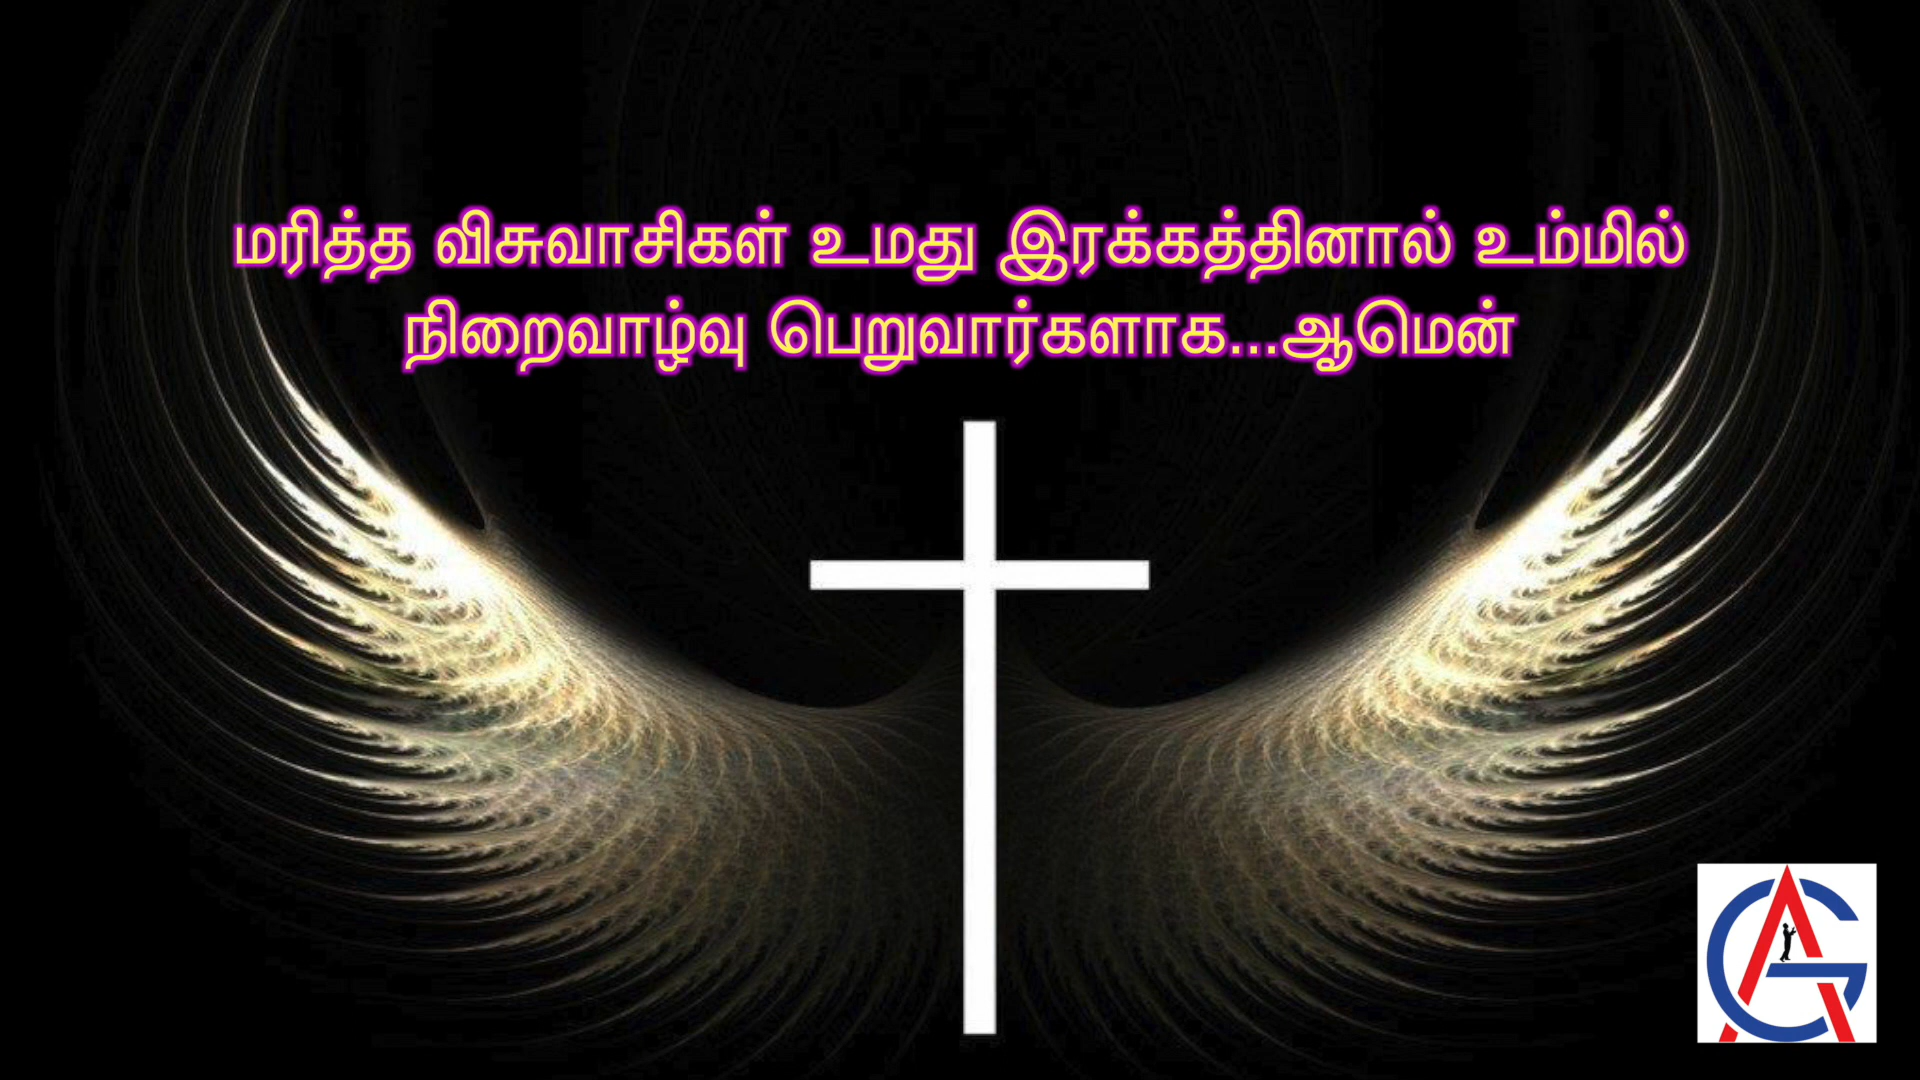 மரித்த விசுவாசிகள் உமது இரக்கத்தினால் உம்மில்
நிறைவாழ்வு பெறுவார்களாக...ஆமென்